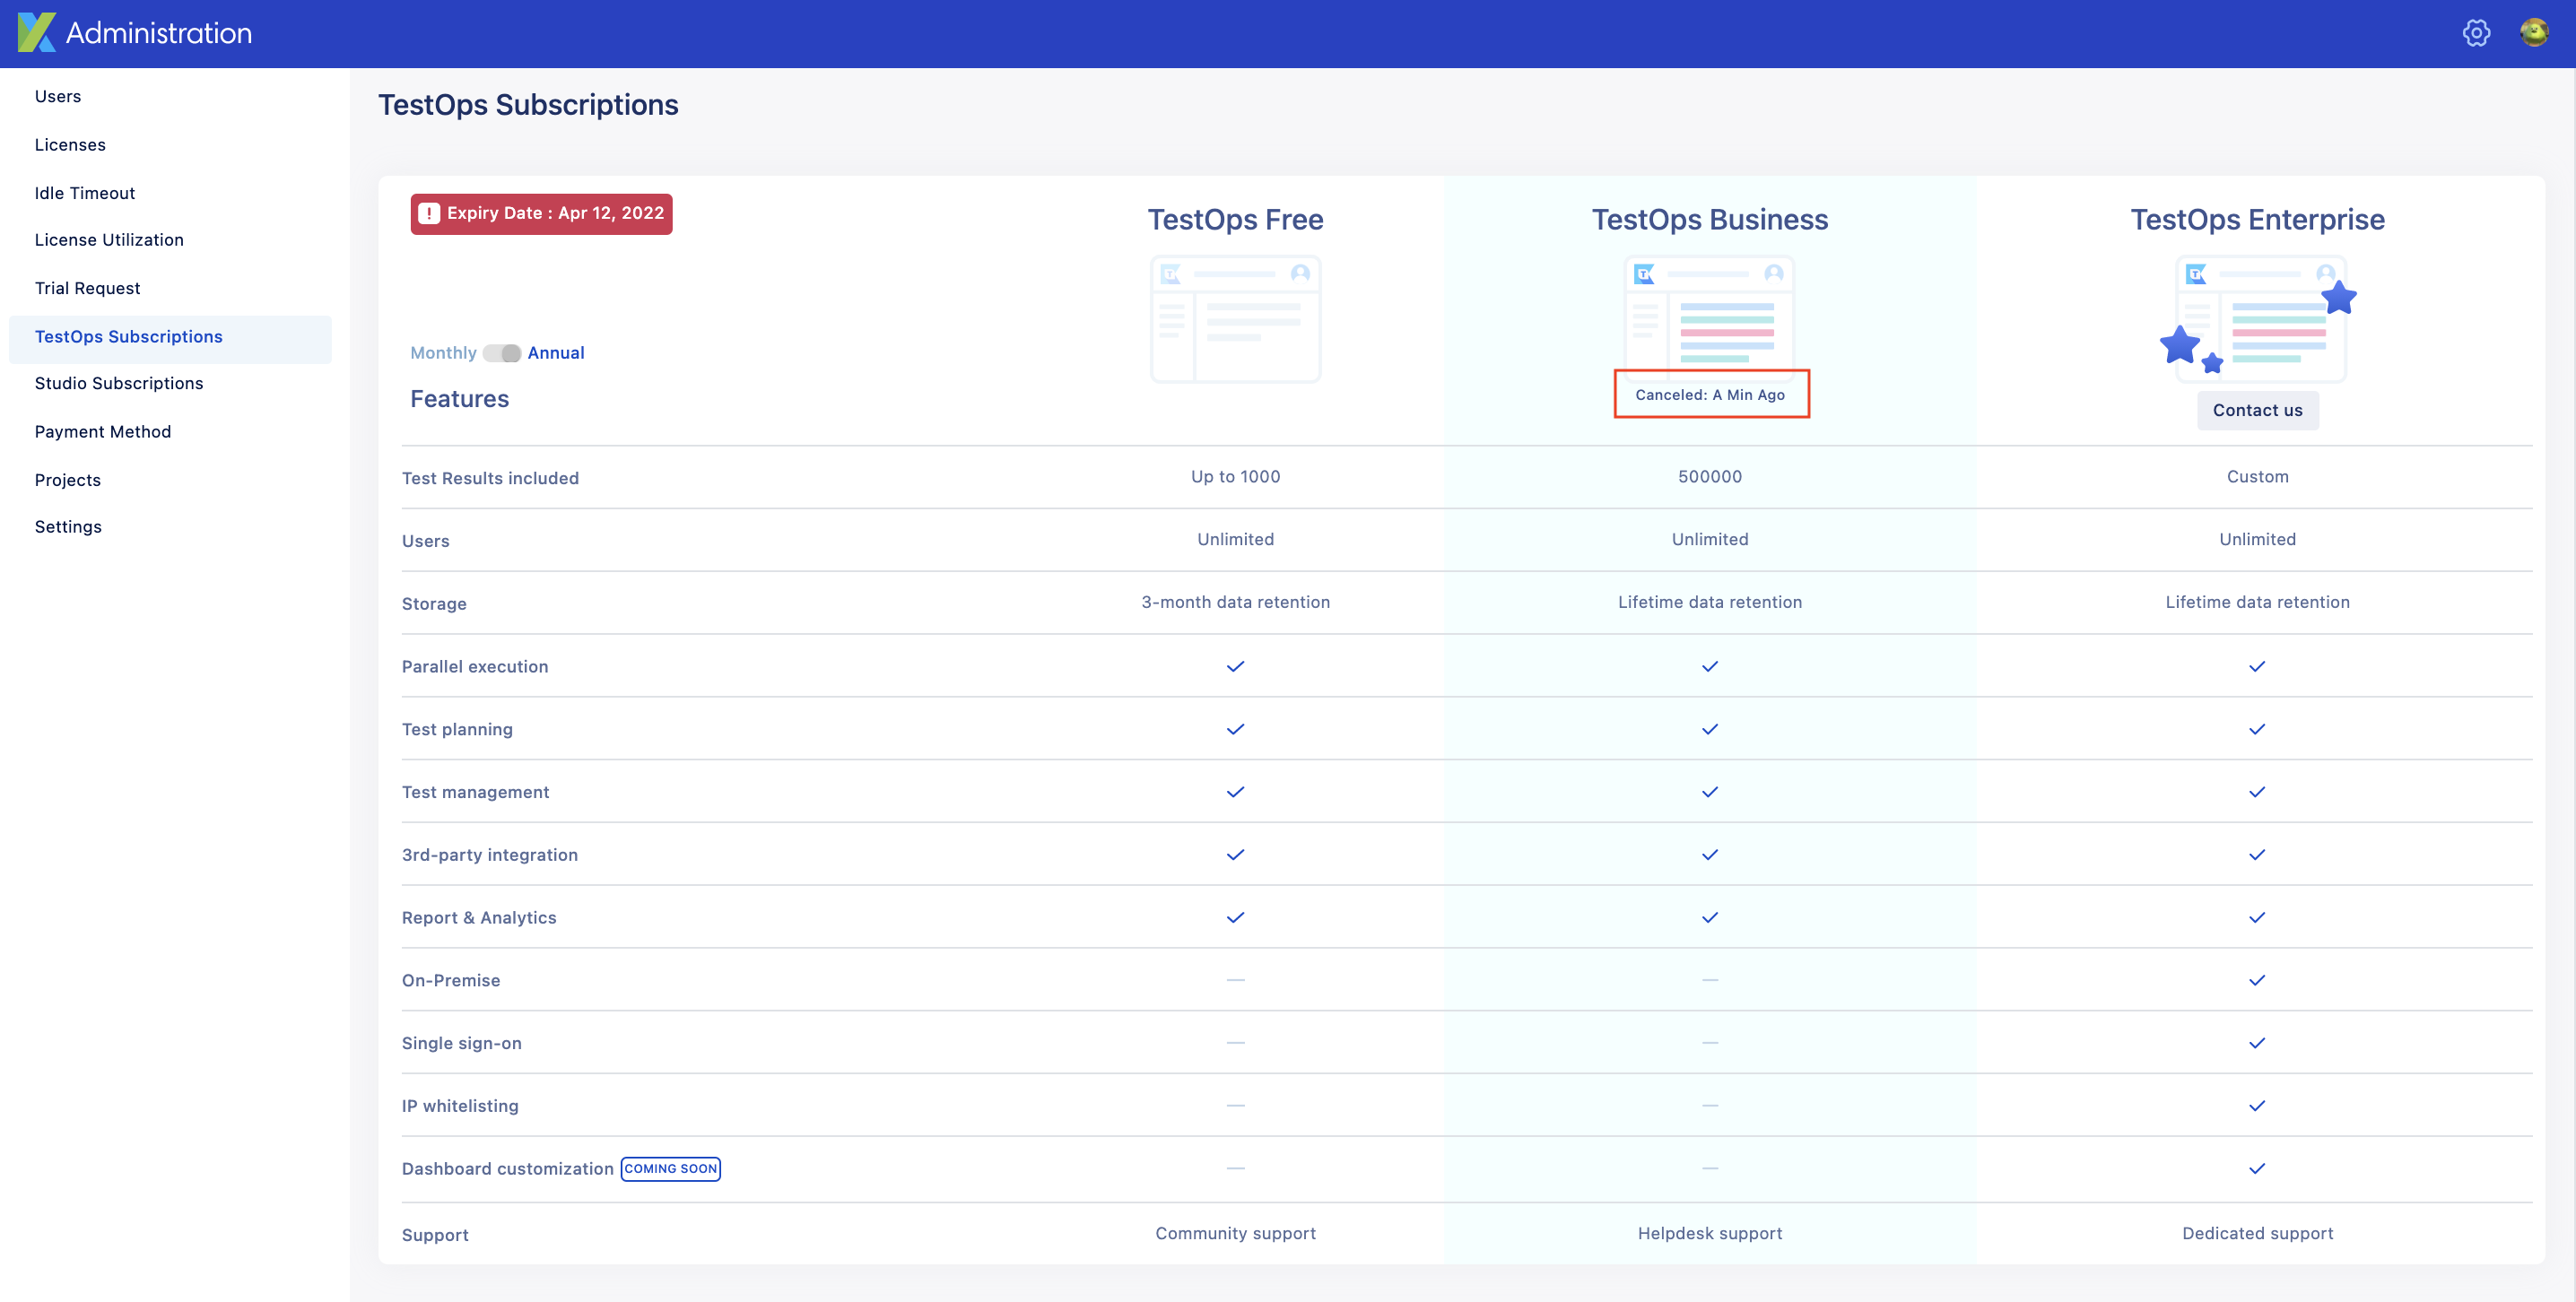 Administration
Users
Licenses
Idle Timeout
License Utilization
Trial Request
TestOps Subscriptions
Studio Subscriptions
Payment Method
Projects
Settings
TestOps Subscriptions
Expiry Date : Apr 12, 2022
TestOps Free
TestOps Business
TestOps Enterprise
Monthly Annual
Features
Canceled: A Min Ago
Contact us
Test Results included Up to 1000 500000 Custom
Users Unlimited Unlimited Unlimited
Storage 3-month data retention Lifetime data retention Lifetime data retention
Parallel execution
Test planning
Test management
3rd-party integration
Report & Analytics
On-Premise — —
Single sign-on — —
IP whitelisting — —
Dashboard customization COMING SOON — —
Support Community support Helpdesk support Dedicated support